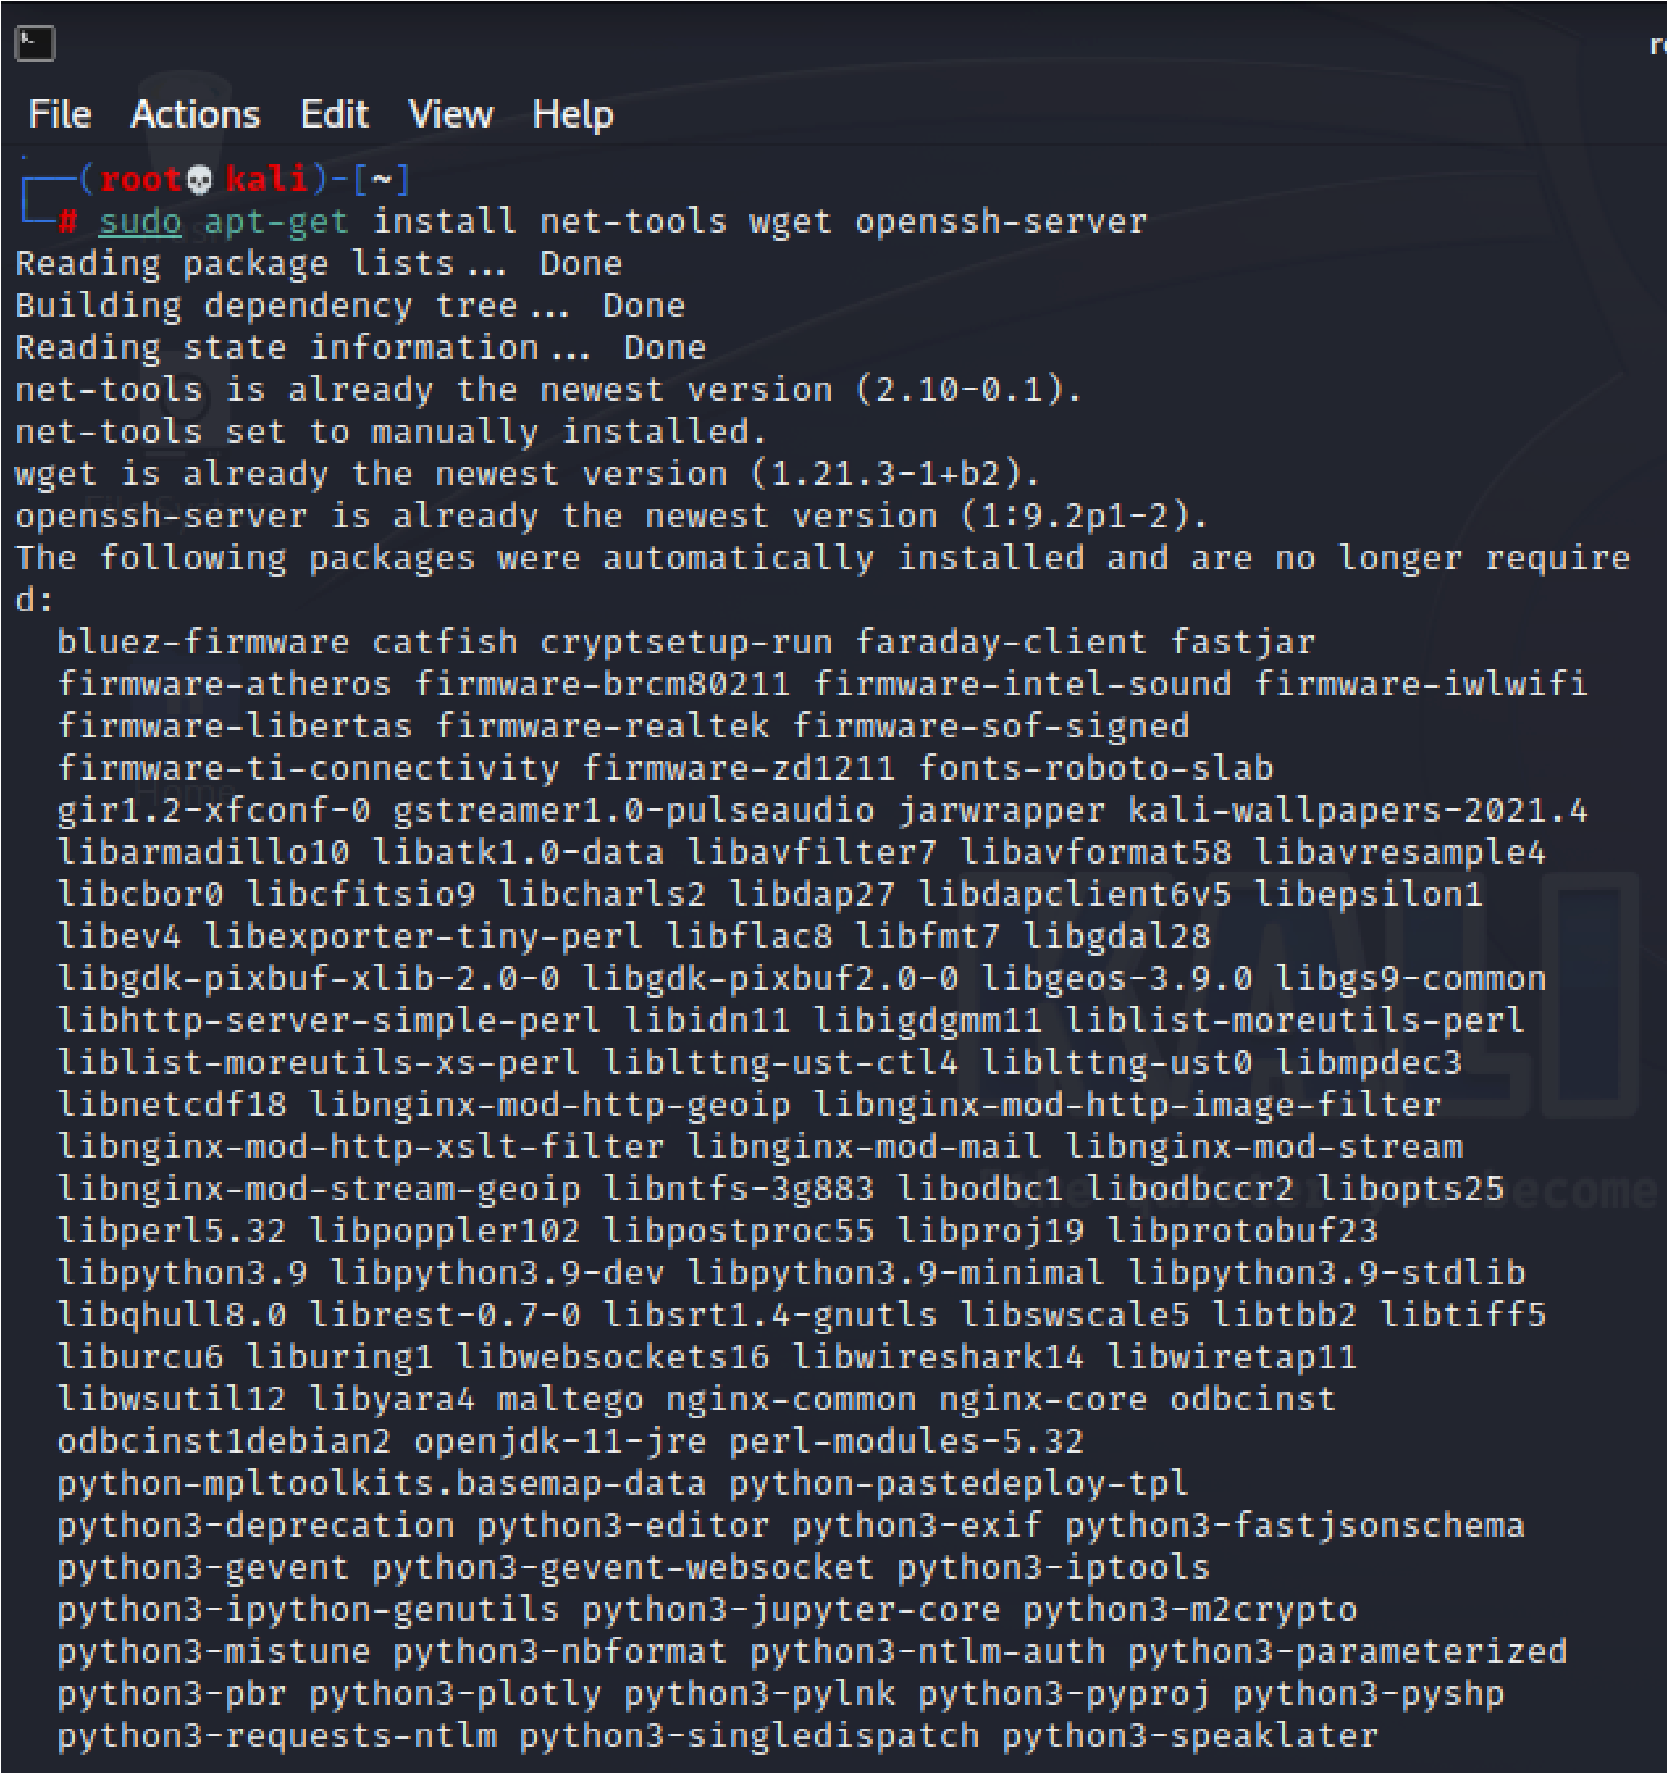 re
File Actions Edit View Help
┌──(root💀kali)-[~]
└─# sudo apt-get install net-tools wget openssh-server
Reading package lists... Done
Building dependency tree... Done
Reading state information... Done
net-tools is already the newest version (2.10-0.1).
net-tools set to manually installed.
wget is already the newest version (1.21.3-1+b2).
openssh-server is already the newest version (1:9.2p1-2).
The following packages were automatically installed and are no longer require
d:
bluez-firmware catfish cryptsetup-run faraday-client fastjar
firmware-atheros firmware-brcm80211 firmware-intel-sound firmware-iwlwifi
firmware-libertas firmware-realtek firmware-sof-signed
firmware-ti-connectivity firmware-zd1211 fonts-roboto-slab
gir1.2-xfconf-0 gstreamer1.0-pulseaudio jarwrapper kali-wallpapers-2021.4
libarmadillo10 libatk1.0-data libavfilter7 libavformat58 libavresample4
libcbor0 libcfitsio9 libcharls2 libdap27 libdapclient6v5 libepsilon1
libev4 libexporter-tiny-perl libflac8 libfmt7 libgdal28
libgdk-pixbuf-xlib-2.0-0 libgdk-pixbuf2.0-0 libgeos-3.9.0 libgs9-common
libhttp-server-simple-perl libidn11 libigdgmm11 liblist-moreutils-perl
liblist-moreutils-xs-perl liblttng-ust-ctl4 liblttng-ust0 libmpdec3
libnetcdf18 libnginx-mod-http-geoip libnginx-mod-http-image-filter
libnginx-mod-http-xslt-filter libnginx-mod-mail libnginx-mod-stream
libnginx-mod-stream-geoip libntfs-3g883 libodbc1 libodbccr2 libopts25
libperl5.32 libpoppler102 libpostproc55 libproj19 libprotobuf23
libpython3.9 libpython3.9-dev libpython3.9-minimal libpython3.9-stdlib
libqhull8.0 librest-0.7-0 libsrt1.4-gnutls libswscale5 libtbb2 libtiff5
liburcu6 liburing1 libwebsockets16 libwireshark14 libwiretap11
libwsutil12 libyara4 maltego nginx-common nginx-core odbcinst
odbcinst1debian2 openjdk-11-jre perl-modules-5.32
python-mpltoolkits.basemap-data python-pastedeploy-tpl
python3-deprecation python3-editor python3-exif python3-fastjsonschema
python3-gevent python3-gevent-websocket python3-iptools
python3-ipython-genutils python3-jupyter-core python3-m2crypto
python3-mistune python3-nbformat python3-ntlm-auth python3-parameterized
python3-pbr python3-plotly python3-pylnk python3-pyproj python3-pyshp
python3-requests-ntlm python3-singledispatch python3-speaklater
Home
KALI
become